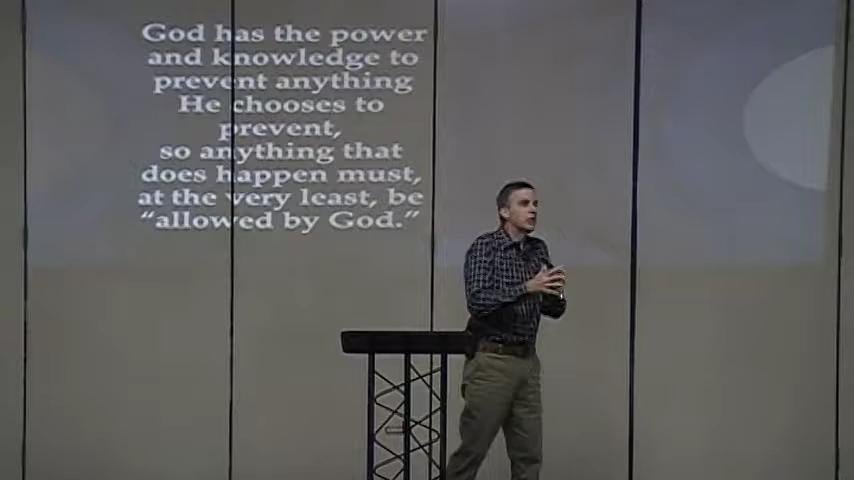 God has the power
and knowledge to
prevent anything
He chooses to
prevent,
so anything that
does happen must,
at the very least, be
“allowed by God.”